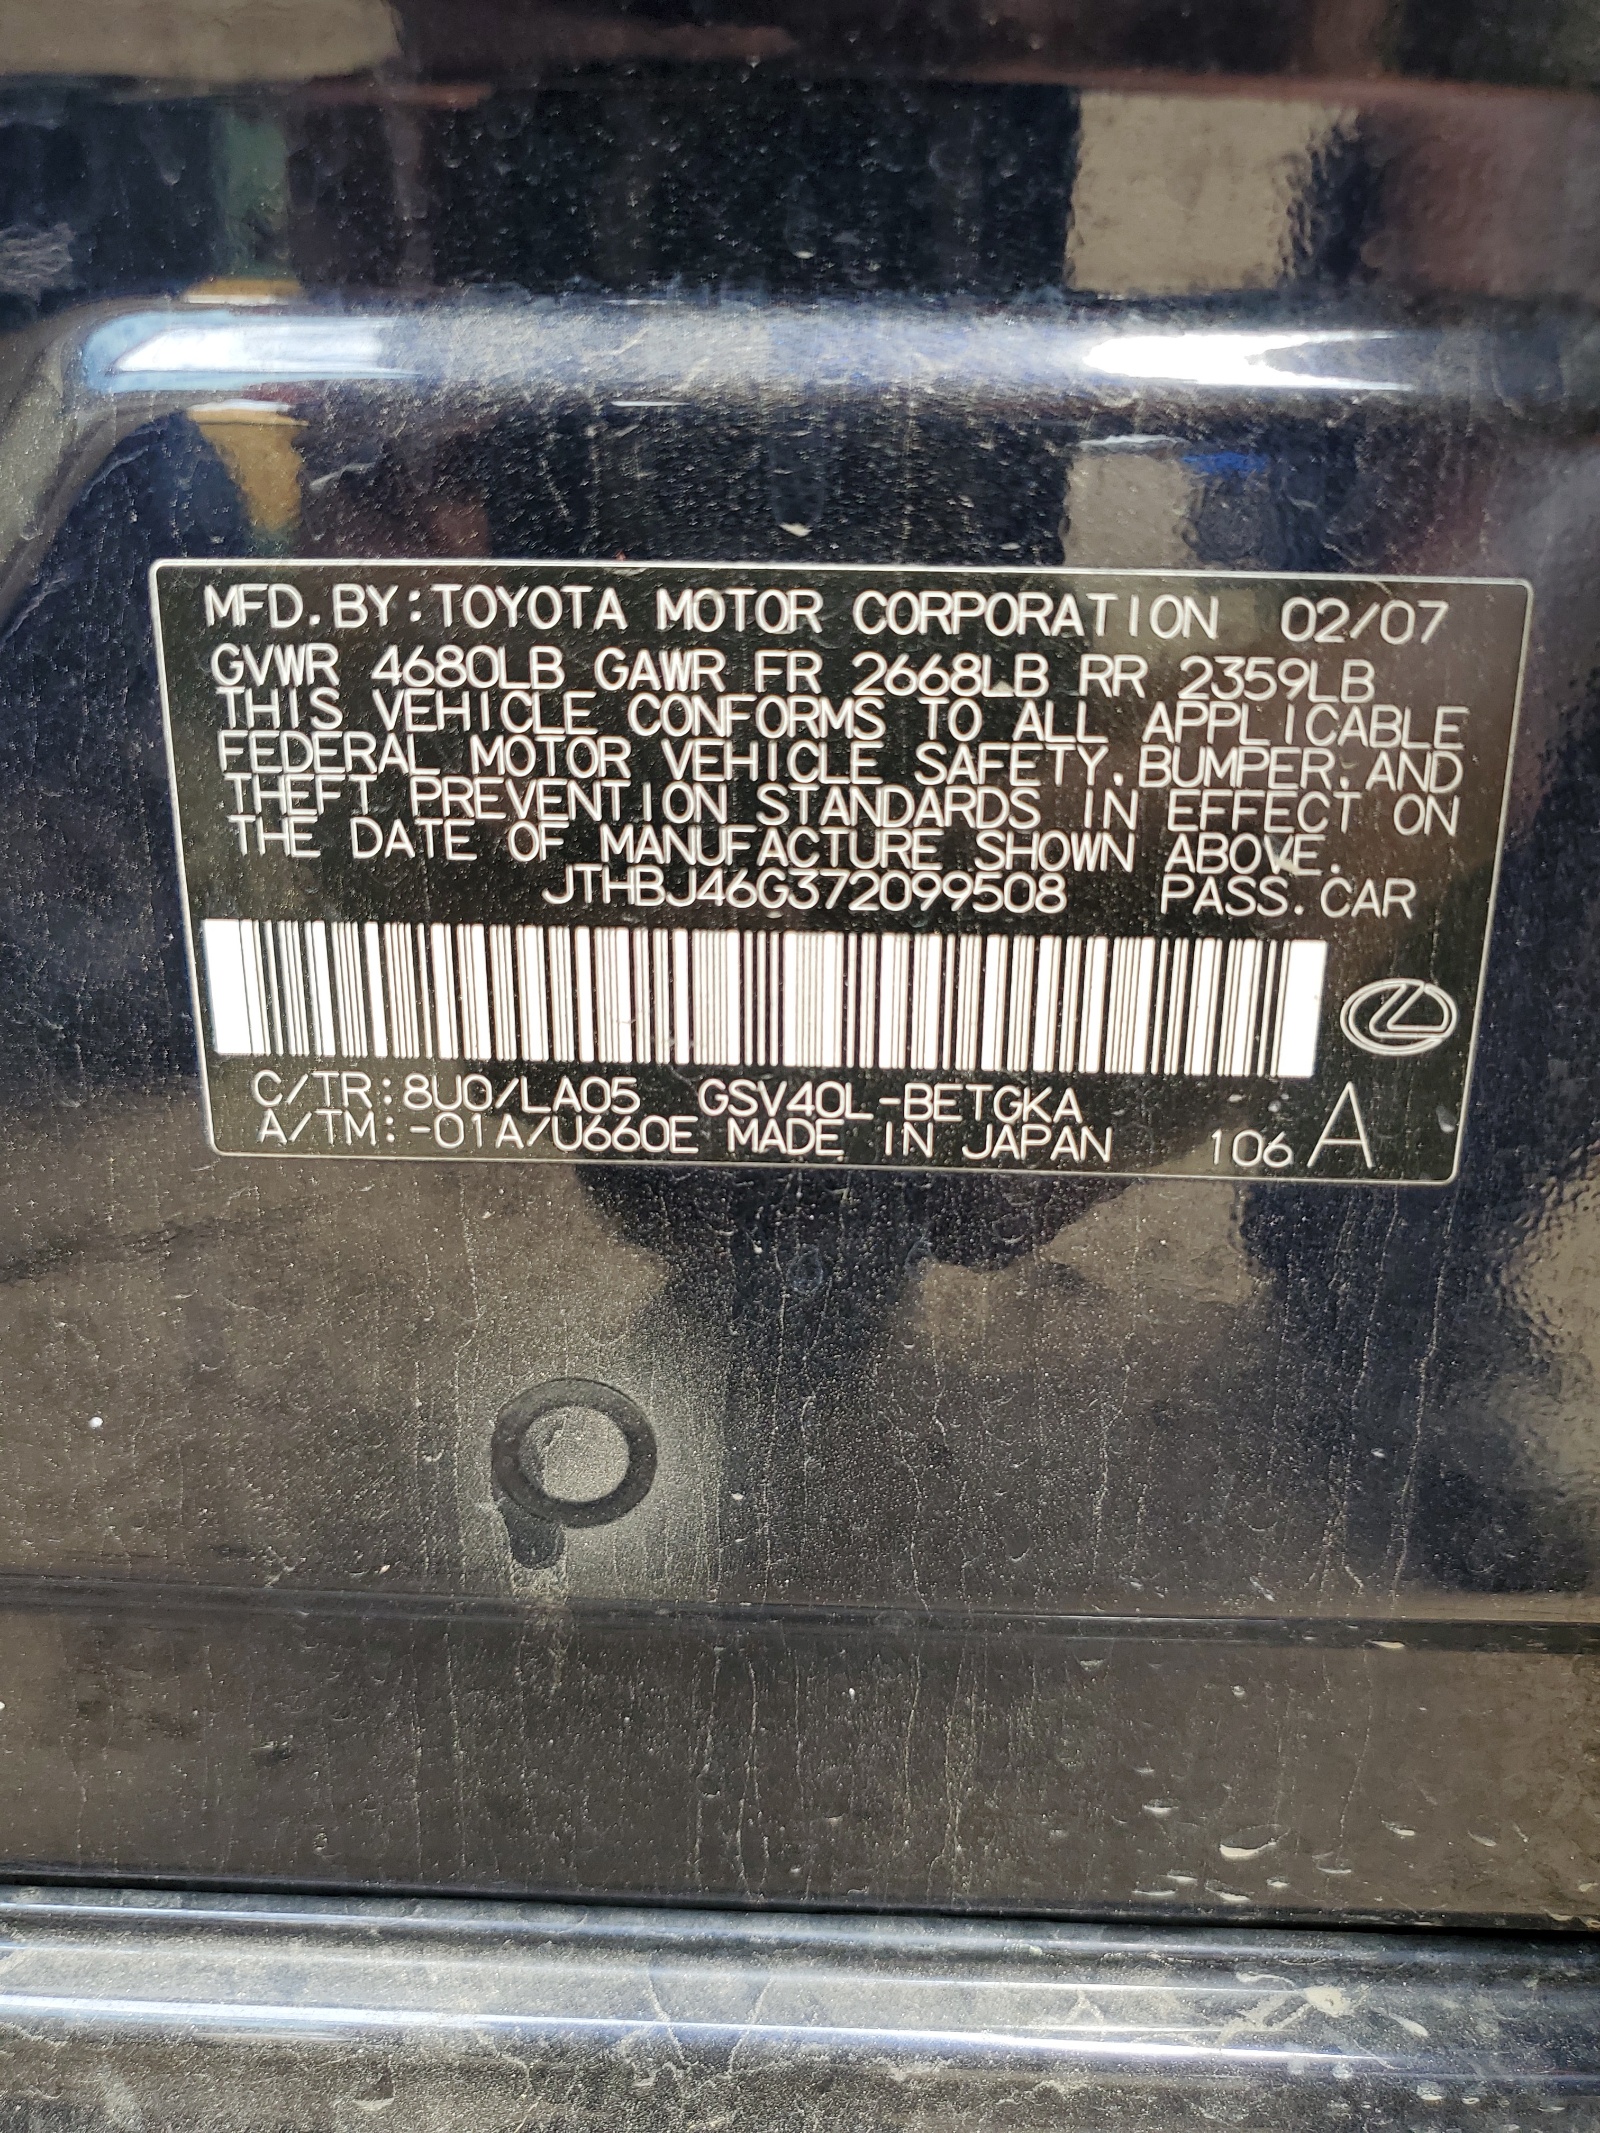 MFD.BY:TOYOTA MOTOR CORPORATION 02/07
GVWR 4680LB GAWR FR 2668LB RR 2359LB
THIS VEHICLE CONFORMS TO ALL APPLICABLE
FEDERAL MOTOR VEHICLE SAFETY,BUMPER,AND
THEFT PREVENTION STANDARDS IN EFFECT ON
THE DATE OF MANUFACTURE SHOWN ABOVE.
JTHBJ46G372099508 PASS.CAR
C/TR:8U0/LA05 GSV40L-BETGKA
A/TM:-01A/U660E MADE IN JAPAN 106 A